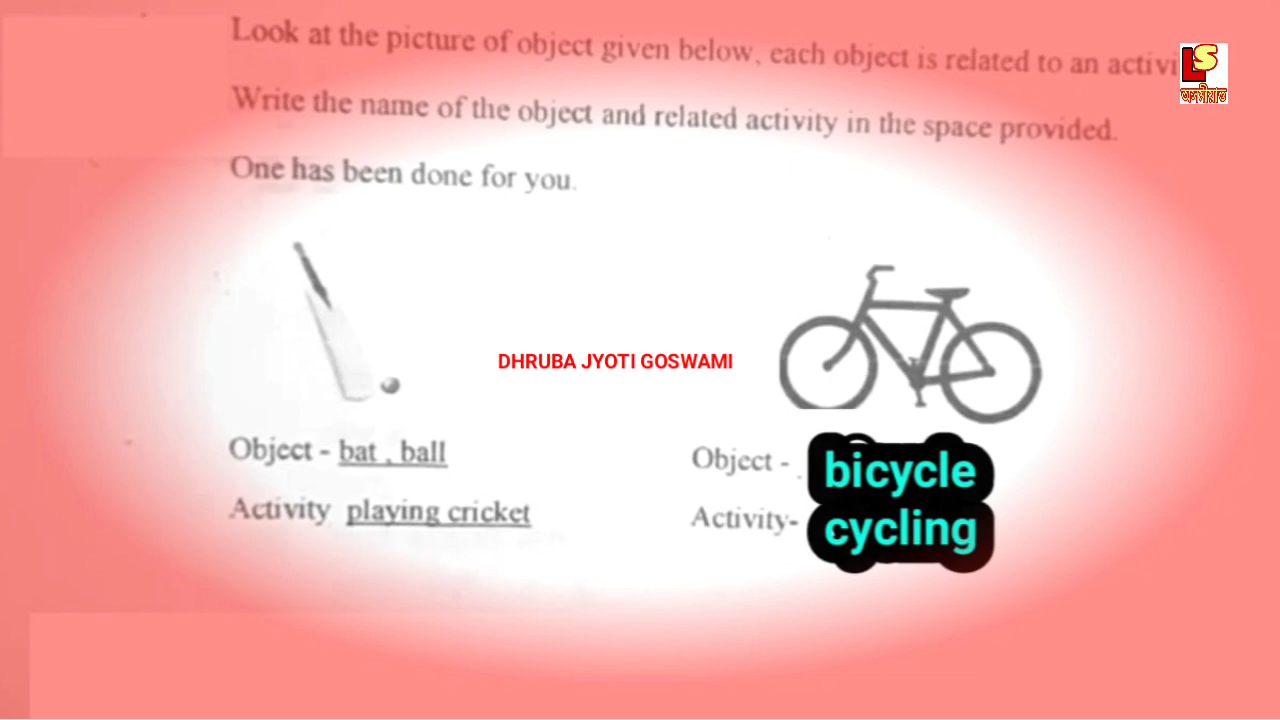 Look at the picture of object given below, each object is related to an activi
Write the name of the object and related activity in the space provided.
One has been done for you.
LS
অসমীয়াত
DHRUBA JYOTI GOSWAMI
Object - bat , ball
Activity playing cricket
Object - bicycle
Activity- cycling